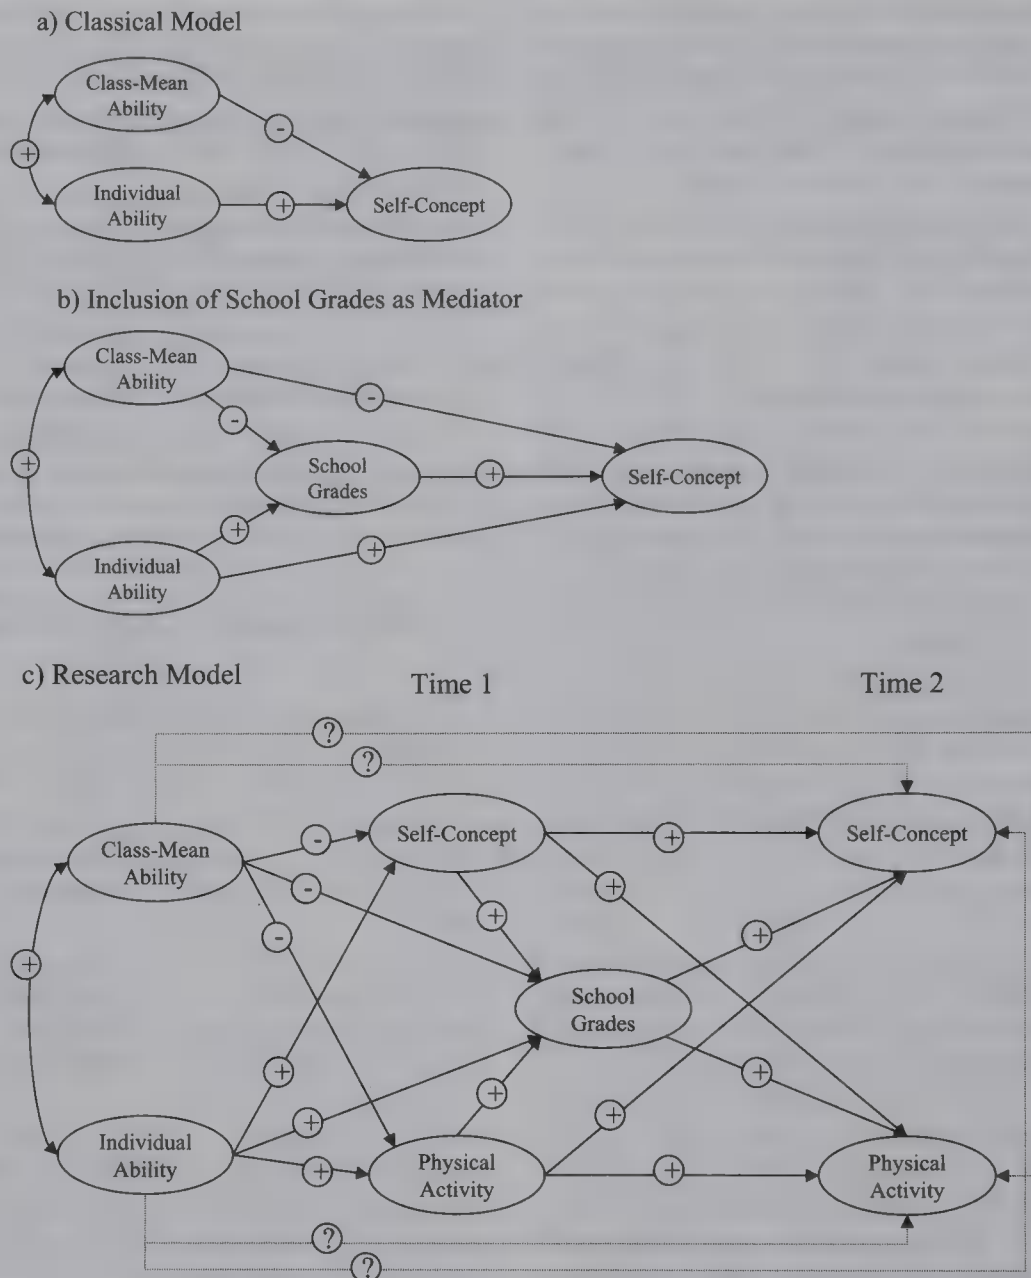 a) Classical Model
Class-Mean
Ability
-
+
Individual
Ability
+
Self-Concept
b) Inclusion of School Grades as Mediator
Class-Mean
Ability
-
-
+
School
Grades
+
Self-Concept
+
+
Individual
Ability
c) Research Model
Time 1
Time 2
?
?
Class-Mean
Ability
-
Self-Concept
+
Self-Concept
-
+
+
-
+
+
School
Grades
+
+
+
+
+
Individual
Ability
+
Physical
Activity
+
Physical
Activity
?
?